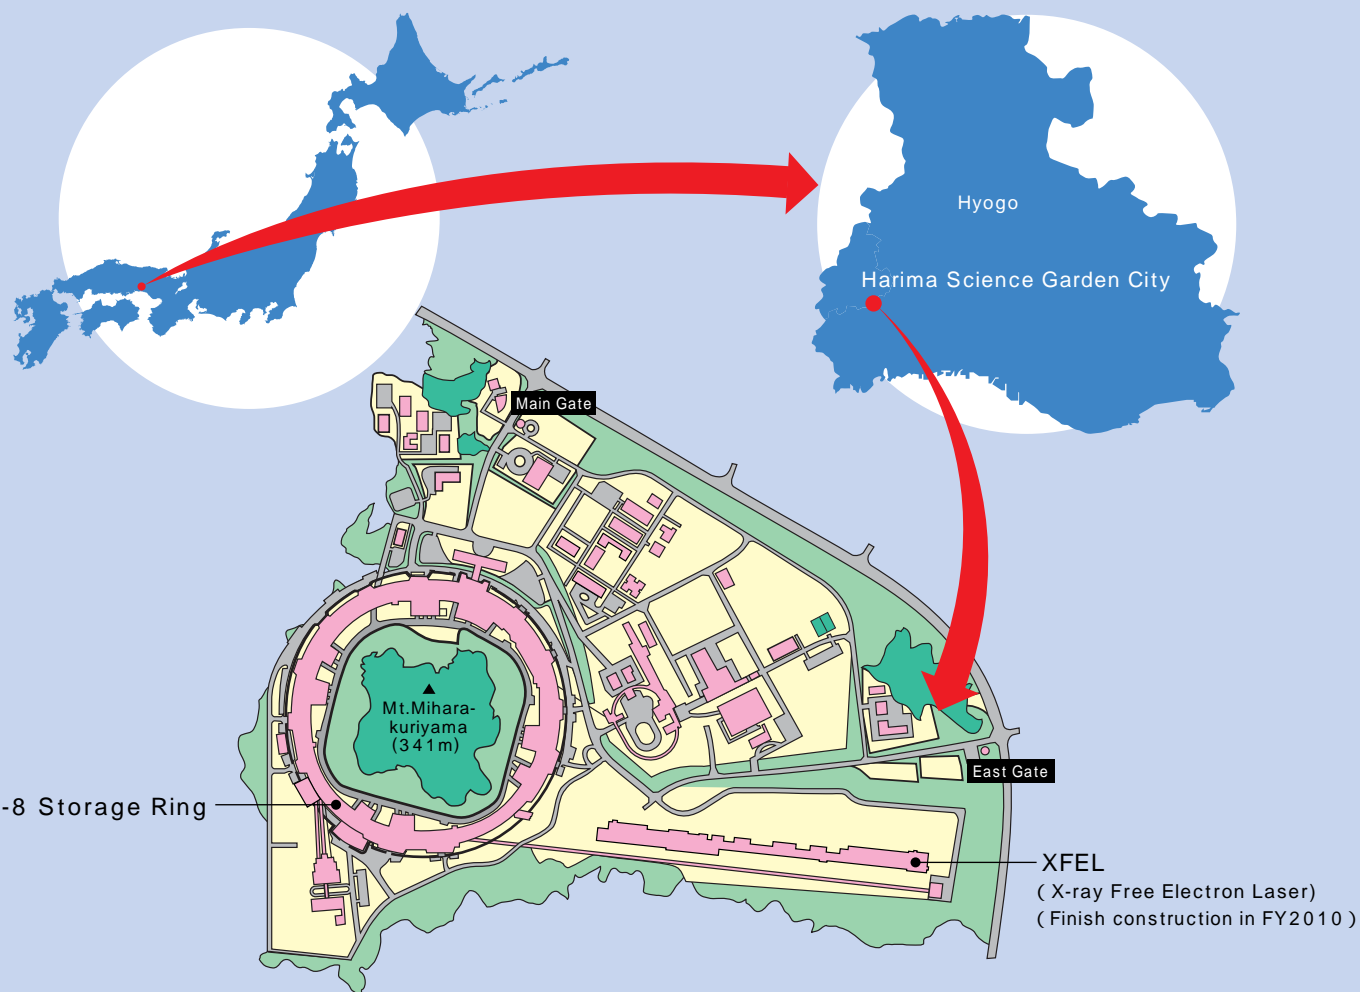 Hyogo
Harima Science Garden City
Main Gate
Mt.Mihara-
kuriyama
(341m)
East Gate
-8 Storage Ring
XFEL
( X-ray Free Electron Laser)
( Finish construction in FY2010 )